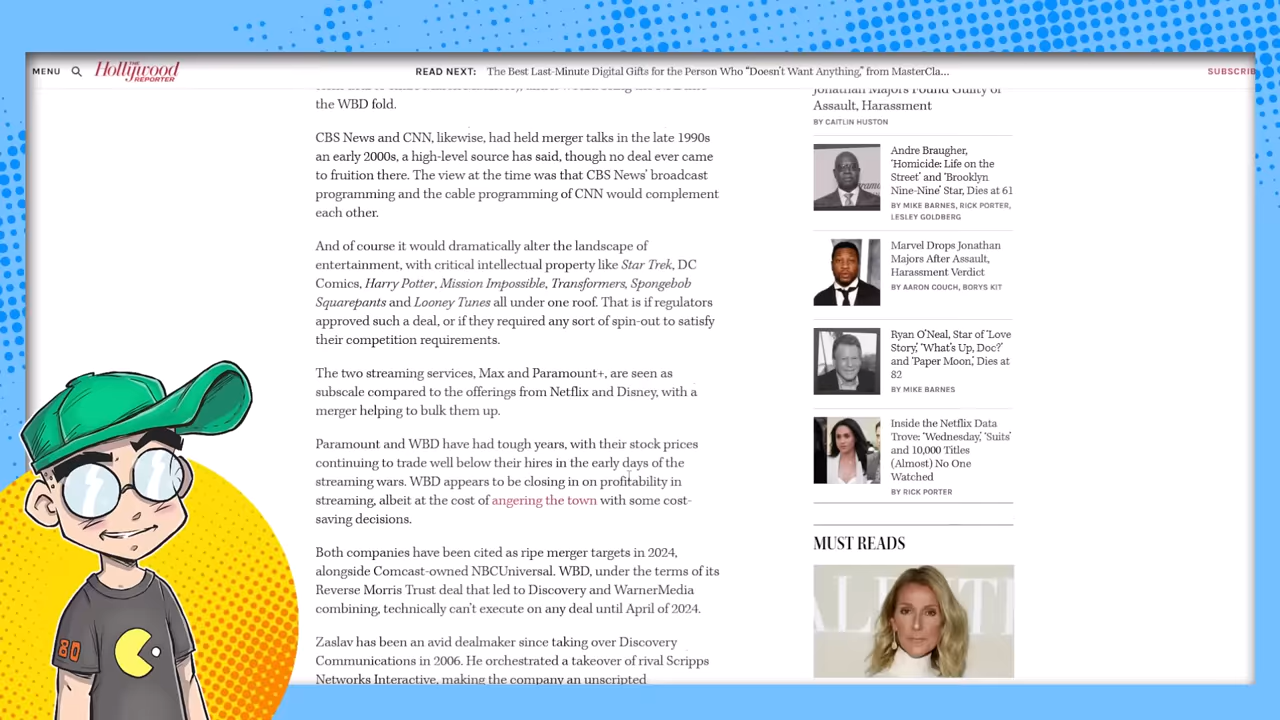 MENU
THE
Hollywood
REPORTER
READ NEXT: The Best Last-Minute Digital Gifts for the Person Who “Doesn’t Want Anything,” from MasterCla...
SUBSCRIB
the WBD fold.
CBS News and CNN, likewise, had held merger talks in the late 1990s
an early 2000s, a high-level source has said, though no deal ever came
to fruition there. The view at the time was that CBS News’ broadcast
programming and the cable programming of CNN would complement
each other.
And of course it would dramatically alter the landscape of
entertainment, with critical intellectual property like Star Trek, DC
Comics, Harry Potter, Mission Impossible, Transformers, Spongebob
Squarepants and Looney Tunes all under one roof. That is if regulators
approved such a deal, or if they required any sort of spin-out to satisfy
their competition requirements.
The two streaming services, Max and Paramount+, are seen as
subscale compared to the offerings from Netflix and Disney, with a
merger helping to bulk them up.
Paramount and WBD have had tough years, with their stock prices
continuing to trade well below their hires in the early days of the
streaming wars. WBD appears to be closing in on profitability in
streaming, albeit at the cost of angering the town with some cost-
saving decisions.
Both companies have been cited as ripe merger targets in 2024,
alongside Comcast-owned NBCUniversal. WBD, under the terms of its
Reverse Morris Trust deal that led to Discovery and WarnerMedia
combining, technically can’t execute on any deal until April of 2024.
Zaslav has been an avid dealmaker since taking over Discovery
Communications in 2006. He orchestrated a takeover of rival Scripps
Networks Interactive, making the company an unscripted
Jonathan Majors Found Guilty of
Assault, Harassment
BY CAITLIN HUSTON
Andre Braugher,
‘Homicide: Life on the
Street’ and ‘Brooklyn
Nine-Nine’ Star, Dies at 61
BY MIKE BARNES, RICK PORTER,
LESLEY GOLDBERG
Marvel Drops Jonathan
Majors After Assault,
Harassment Verdict
BY AARON COUCH, BORYS KIT
Ryan O’Neal, Star of ‘Love
Story,’ ‘What’s Up, Doc?’
and ‘Paper Moon,’ Dies at
82
BY MIKE BARNES
Inside the Netflix Data
Trove: ‘Wednesday,’ ‘Suits’
and 10,000 Titles
(Almost) No One
Watched
BY RICK PORTER
MUST READS
80